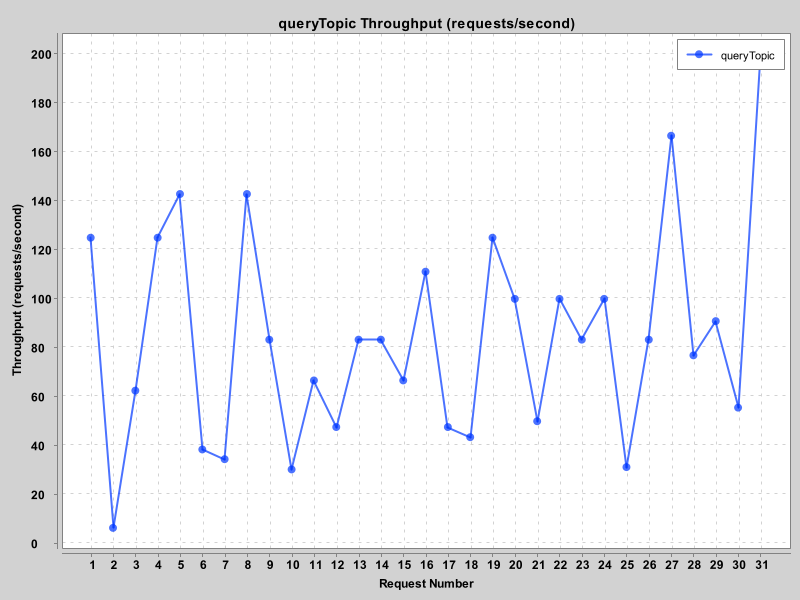 queryTopic Throughput (requests/second)
queryTopic
Throughput (requests/second)
200
180
160
140
120
100
80
60
40
20
0
1 2 3 4 5 6 7 8 9 10 11 12 13 14 15 16 17 18 19 20 21 22 23 24 25 26 27 28 29 30 31
Request Number